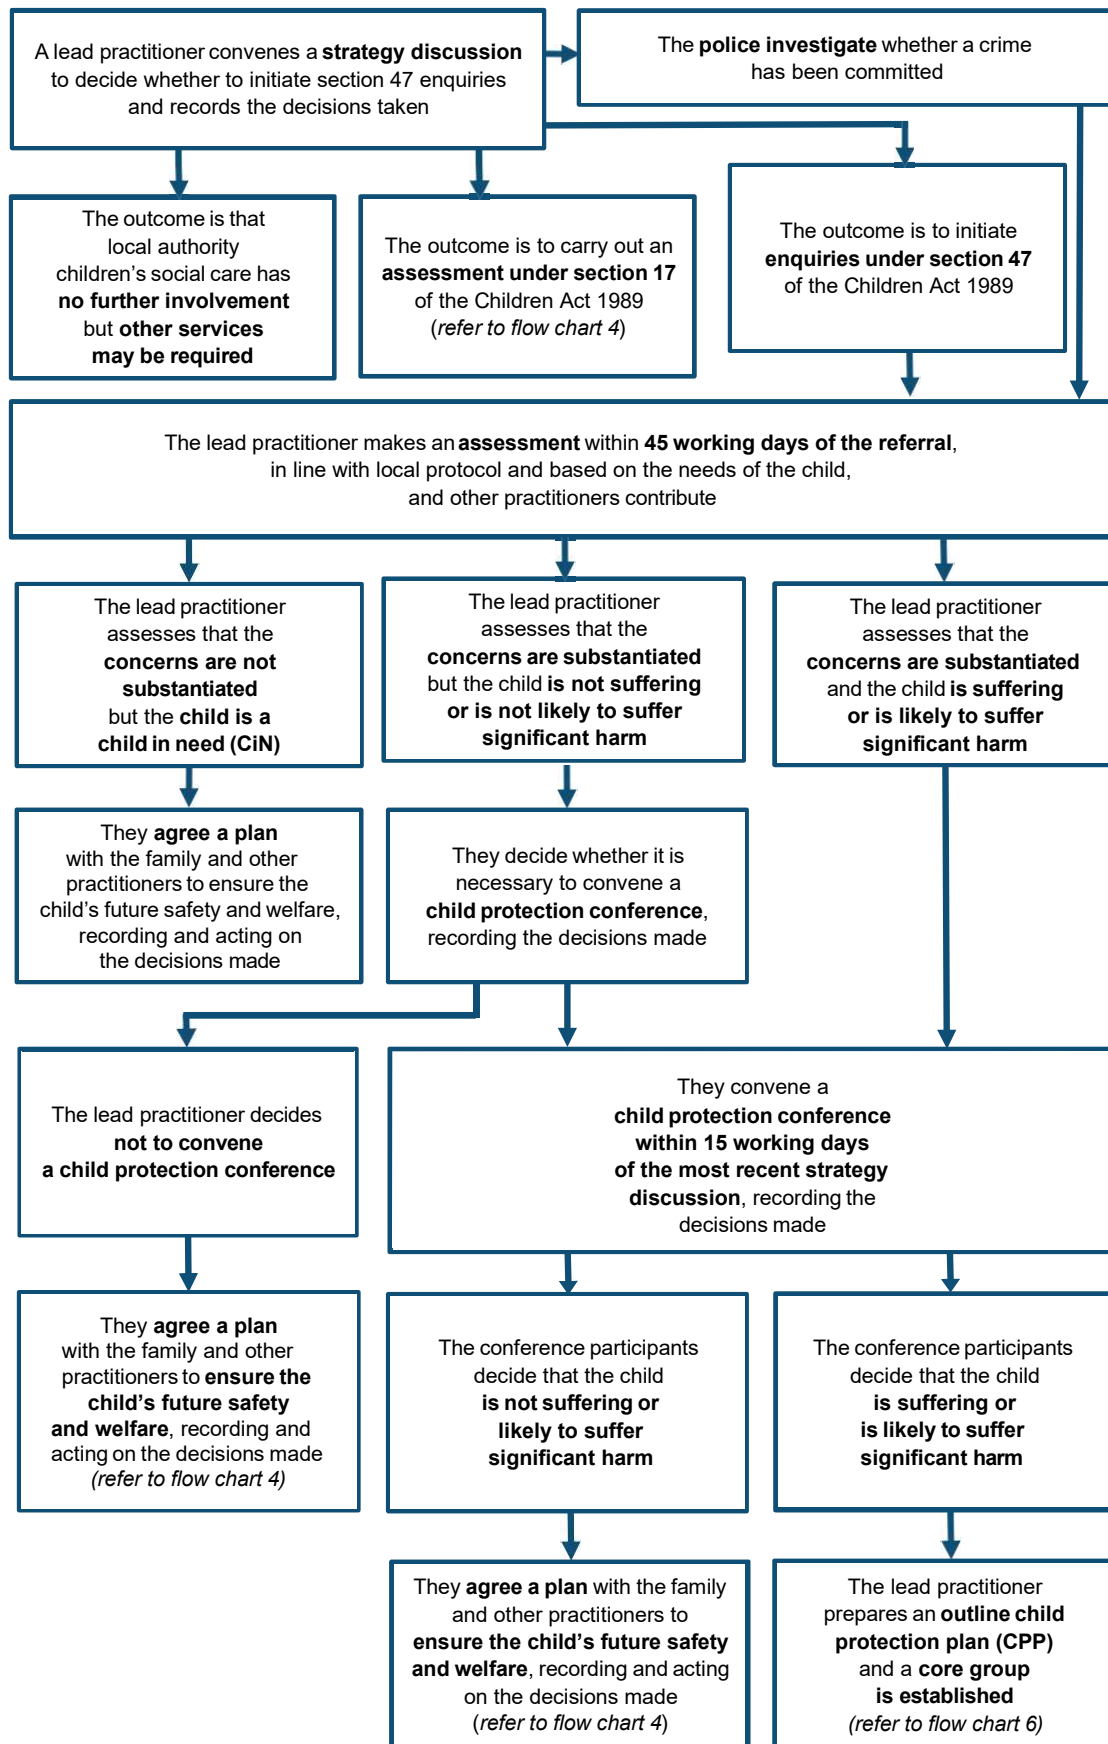 A lead practitioner convenes a strategy discussion
to decide whether to initiate section 47 enquiries
and records the decisions taken
The police investigate whether a crime
has been committed
The outcome is that
local authority
children’s social care has
no further involvement
but other services
may be required
The outcome is to carry out an
assessment under section 17
of the Children Act 1989
(refer to flow chart 4)
The outcome is to initiate
enquiries under section 47
of the Children Act 1989
The lead practitioner makes an assessment within 45 working days of the referral,
in line with local protocol and based on the needs of the child,
and other practitioners contribute
The lead practitioner
assesses that the
concerns are not
substantiated
but the child is a
child in need (CiN)
The lead practitioner
assesses that the
concerns are substantiated
but the child is not suffering
or is not likely to suffer
significant harm
The lead practitioner
assesses that the
concerns are substantiated
and the child is suffering
or is likely to suffer
significant harm
They agree a plan
with the family and other
practitioners to ensure the
child’s future safety and welfare,
recording and acting on
the decisions made
They decide whether it is
necessary to convene a
child protection conference,
recording the decisions made
The lead practitioner decides
not to convene
a child protection conference
They convene a
child protection conference
within 15 working days
of the most recent strategy
discussion, recording the
decisions made
They agree a plan
with the family and other
practitioners to ensure the
child’s future safety
and welfare, recording and
acting on the decisions made
(refer to flow chart 4)
The conference participants
decide that the child
is not suffering or
likely to suffer
significant harm
The conference participants
decide that the child
is suffering or
is likely to suffer
significant harm
They agree a plan with the family
and other practitioners to
ensure the child’s future safety
and welfare, recording and acting
on the decisions made
(refer to flow chart 4)
The lead practitioner
prepares an outline child
protection plan (CPP)
and a core group
is established
(refer to flow chart 6)